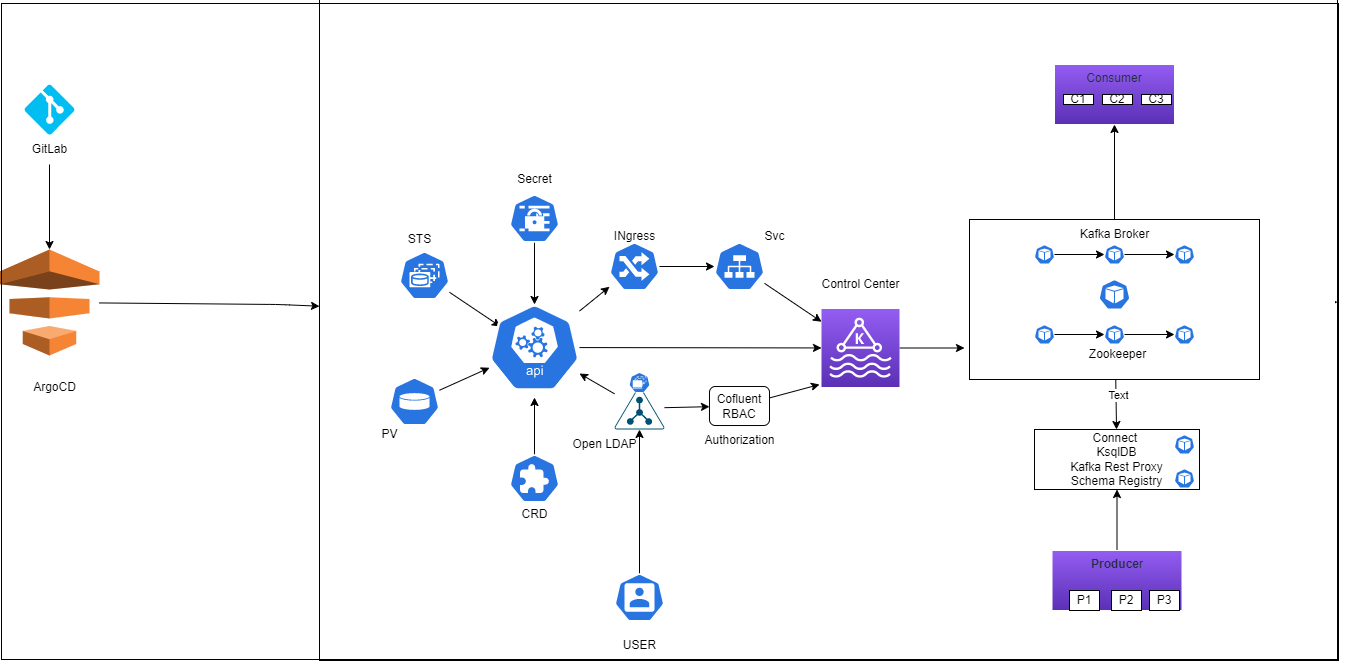 GitLab
ArgoCD
Secret
STS
INgress
Svc
api
PV
CRD
Open LDAP
Cofluent
RBAC
Authorization
USER
Control Center
K
Consumer
C1 C2 C3
Kafka Broker
Zookeeper
Text
Connect
KsqlDB
Kafka Rest Proxy
Schema Registry
Producer
P1 P2 P3